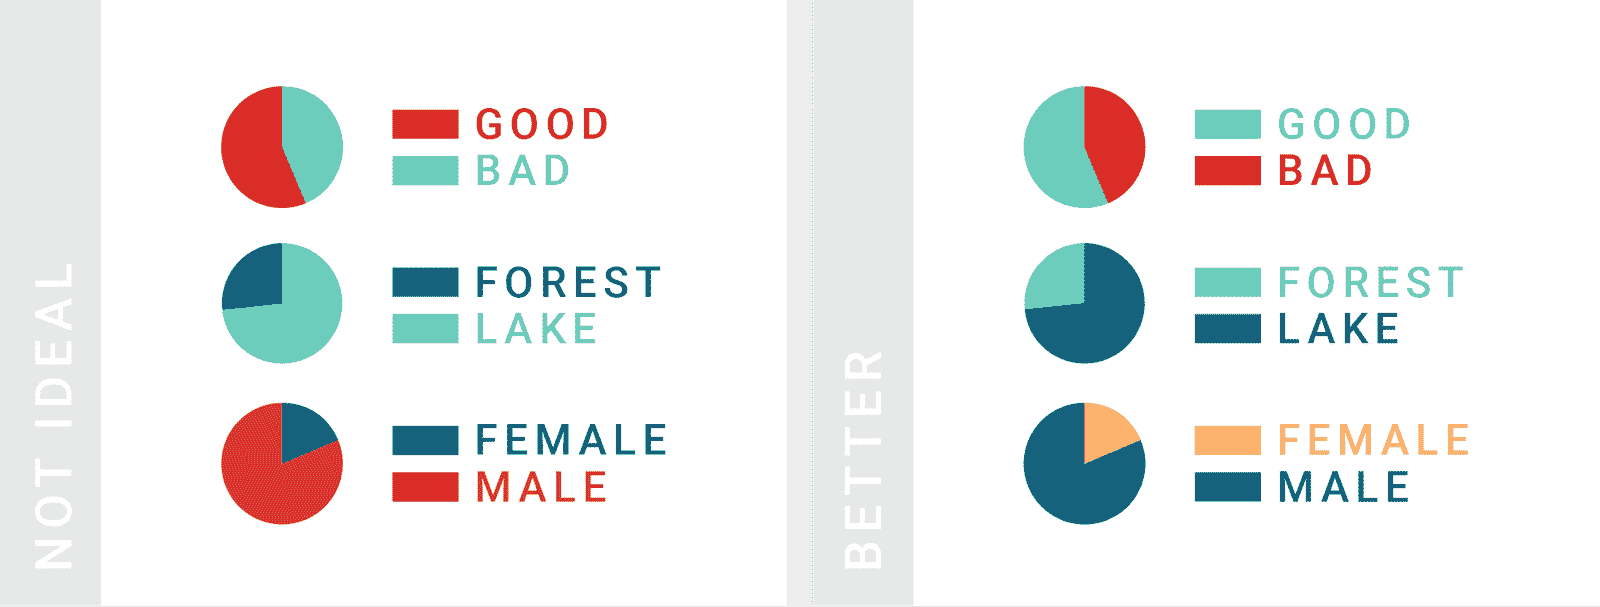 NOT IDEAL
GOOD
BAD
FOREST
LAKE
FEMALE
MALE
BETTER
GOOD
BAD
FOREST
LAKE
FEMALE
MALE